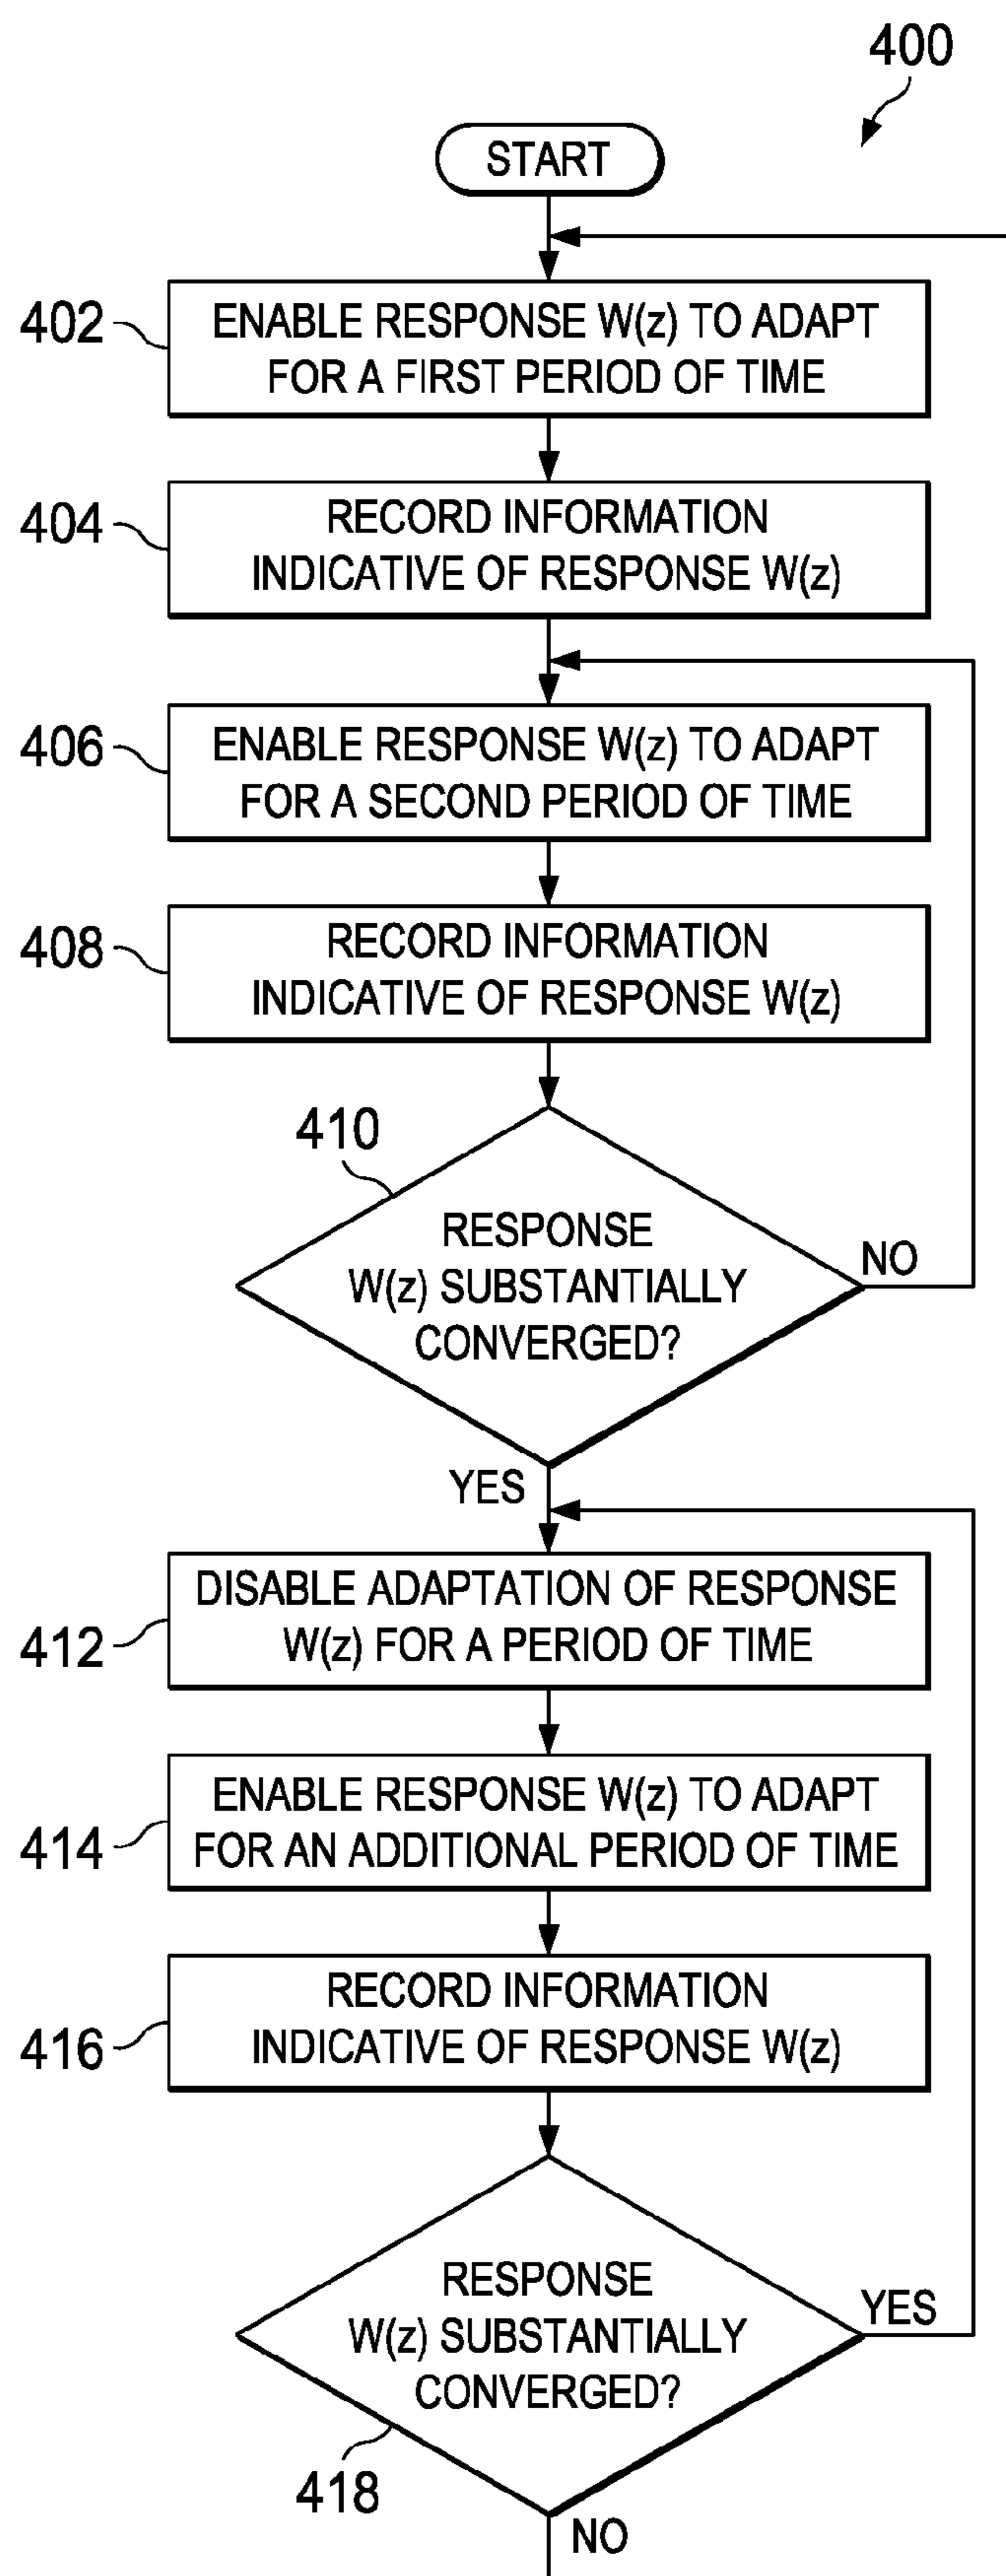 400
START
402
ENABLE RESPONSE W(z) TO ADAPT
FOR A FIRST PERIOD OF TIME
404
RECORD INFORMATION
INDICATIVE OF RESPONSE W(z)
406
ENABLE RESPONSE W(z) TO ADAPT
FOR A SECOND PERIOD OF TIME
408
RECORD INFORMATION
INDICATIVE OF RESPONSE W(z)
410
RESPONSE
W(z) SUBSTANTIALLY
CONVERGED?
NO
YES
412
DISABLE ADAPTATION OF RESPONSE
W(z) FOR A PERIOD OF TIME
414
ENABLE RESPONSE W(z) TO ADAPT
FOR AN ADDITIONAL PERIOD OF TIME
416
RECORD INFORMATION
INDICATIVE OF RESPONSE W(z)
RESPONSE
W(z) SUBSTANTIALLY
CONVERGED?
YES
418
NO